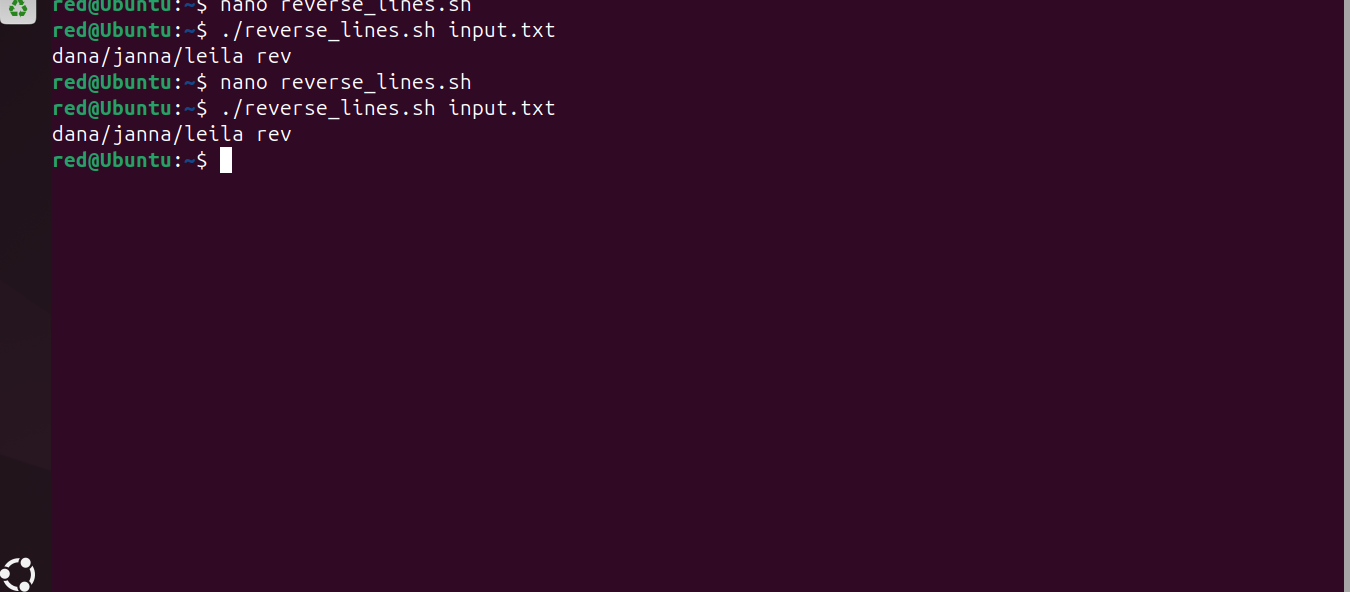 red@Ubuntu:~$ nano reverse_lines.sh
red@Ubuntu:~$ ./reverse_lines.sh input.txt
dana/janna/leila rev
red@Ubuntu:~$ nano reverse_lines.sh
red@Ubuntu:~$ ./reverse_lines.sh input.txt
dana/janna/leila rev
red@Ubuntu:~$